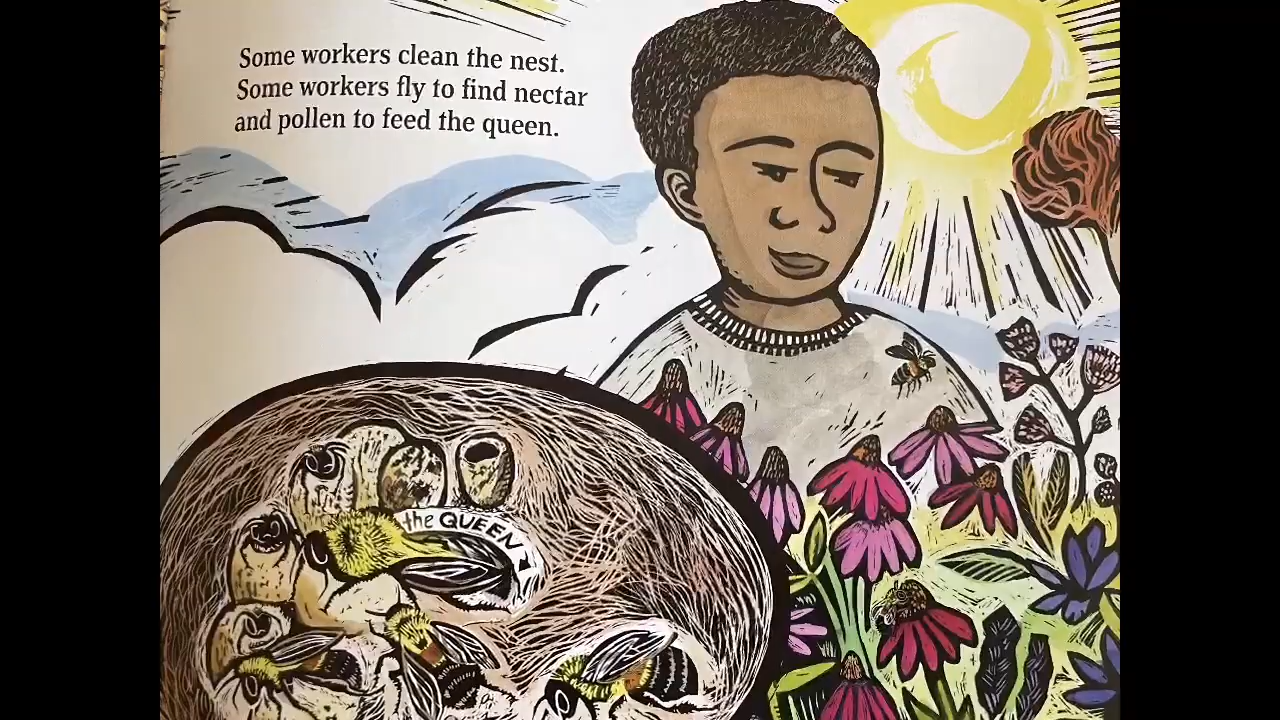 Some workers clean the nest.
Some workers fly to find nectar
and pollen to feed the queen.
the QUEEN